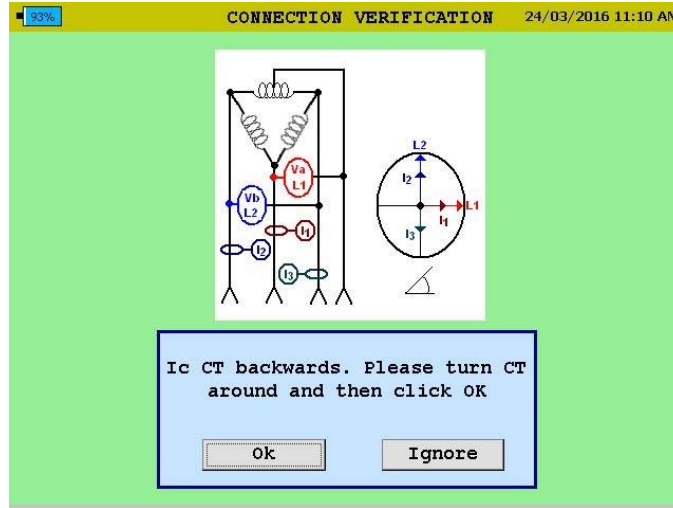 93%
CONNECTION VERIFICATION
24/03/2016 11:10 AM
Va
L1
Vb
L2
I1
I2
I3
L2
I2
L1
I1
I3
Ic CT backwards. Please turn CT
around and then click OK
Ok
Ignore